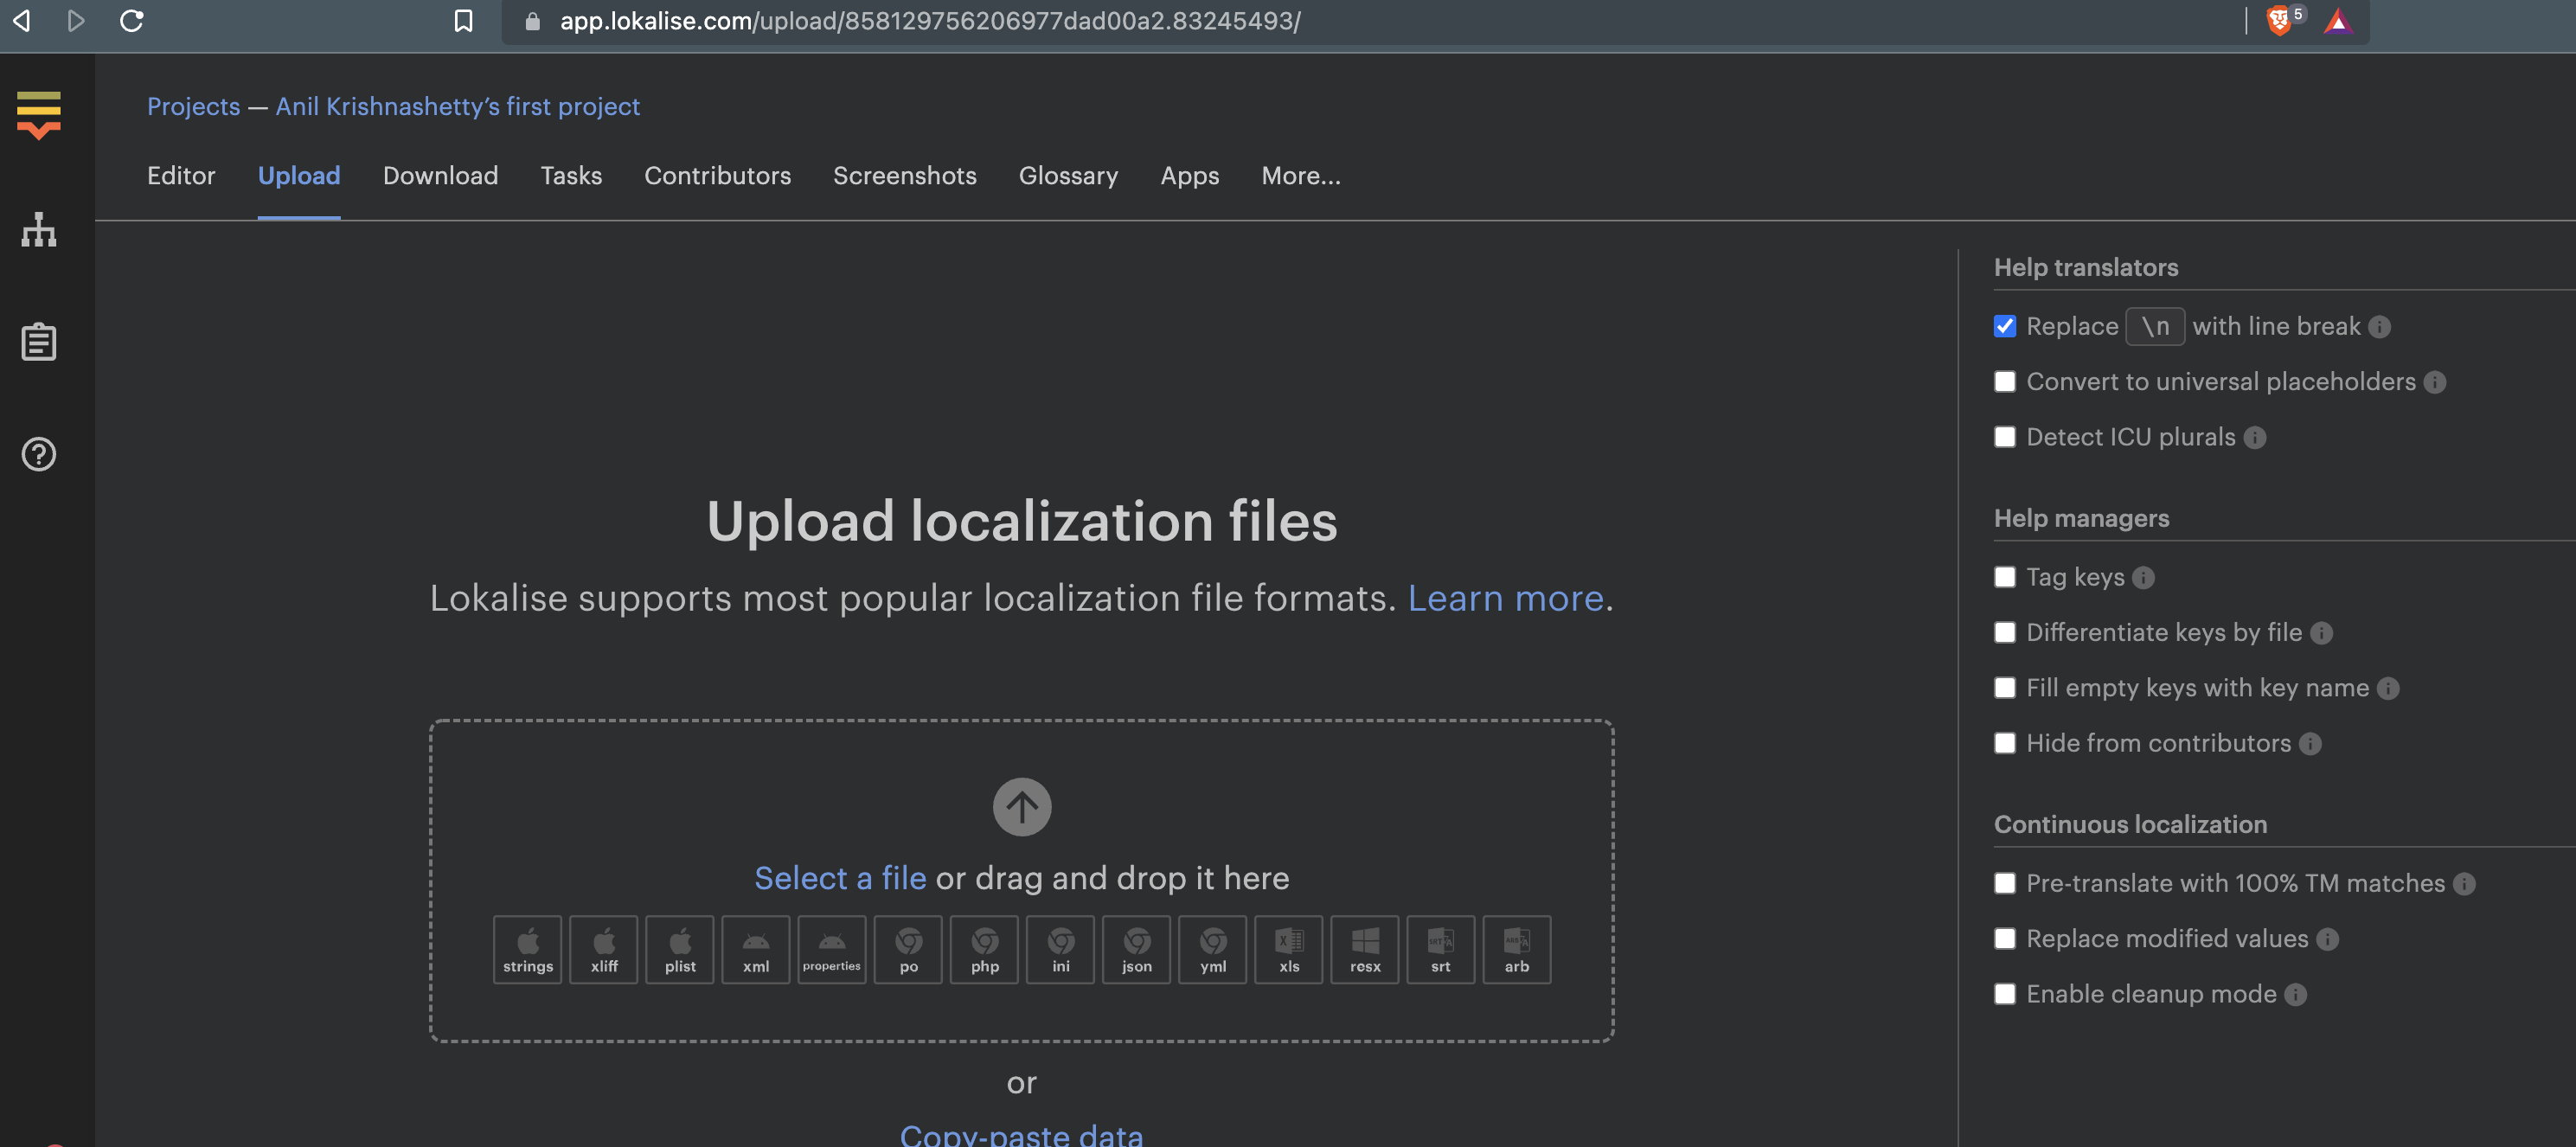 app.lokalise.com/upload/858129756206977dad00a2.83245493/
5
Projects — Anil Krishnashetty’s first project
Editor Upload Download Tasks Contributors Screenshots Glossary Apps More...
Upload localization files
Lokalise supports most popular localization file formats. Learn more.
Select a file or drag and drop it here
strings xliff plist xml properties po php ini json yml xls resx srt arb
or
Copy-paste data
Help translators
Replace \n with line break
Convert to universal placeholders
Detect ICU plurals
Help managers
Tag keys
Differentiate keys by file
Fill empty keys with key name
Hide from contributors
Continuous localization
Pre-translate with 100% TM matches
Replace modified values
Enable cleanup mode